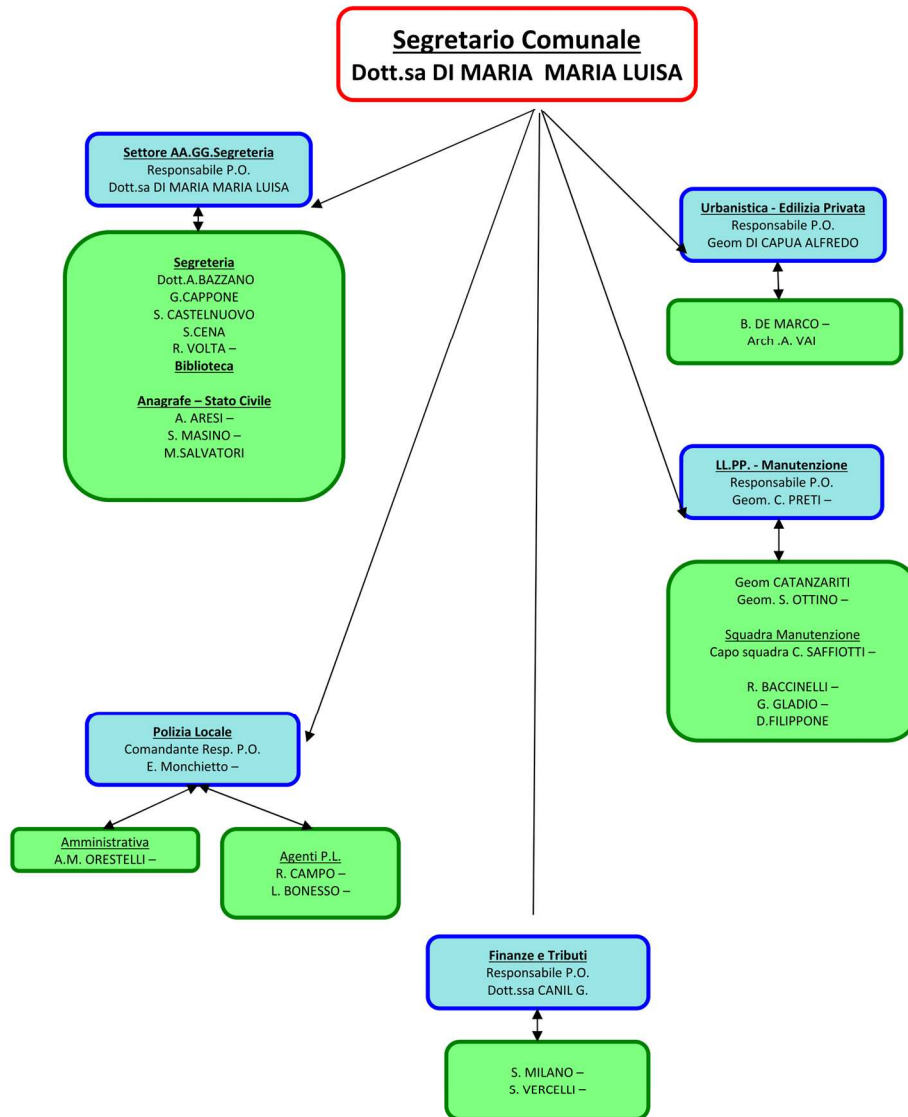 Segretario Comunale
Dott.sa DI MARIA MARIA LUISA
Settore AA.GG.Segreteria
Responsabile P.O.
Dott.sa DI MARIA MARIA LUISA
Segreteria
Dott.A.BAZZANO
G.CAPPONE
S. CASTELNUOVO
S.CENA
R. VOLTA –
Biblioteca
Anagrafe – Stato Civile
A. ARESI –
S. MASINO –
M.SALVATORI
Urbanistica - Edilizia Privata
Responsabile P.O.
Geom DI CAPUA ALFREDO
B. DE MARCO –
Arch .A. VAI
LL.PP. - Manutenzione
Responsabile P.O.
Geom. C. PRETI –
Geom CATANZARITI
Geom. S. OTTINO –
Squadra Manutenzione
Capo squadra C. SAFFIOTTI –
R. BACCINELLI –
G. GLADIO –
D.FILIPPONE
Polizia Locale
Comandante Resp. P.O.
E. Monchietto –
Amministrativa
A.M. ORESTELLI –
Agenti P.L.
R. CAMPO –
L. BONESSO –
Finanze e Tributi
Responsabile P.O.
Dott.ssa CANIL G.
S. MILANO –
S. VERCELLI –